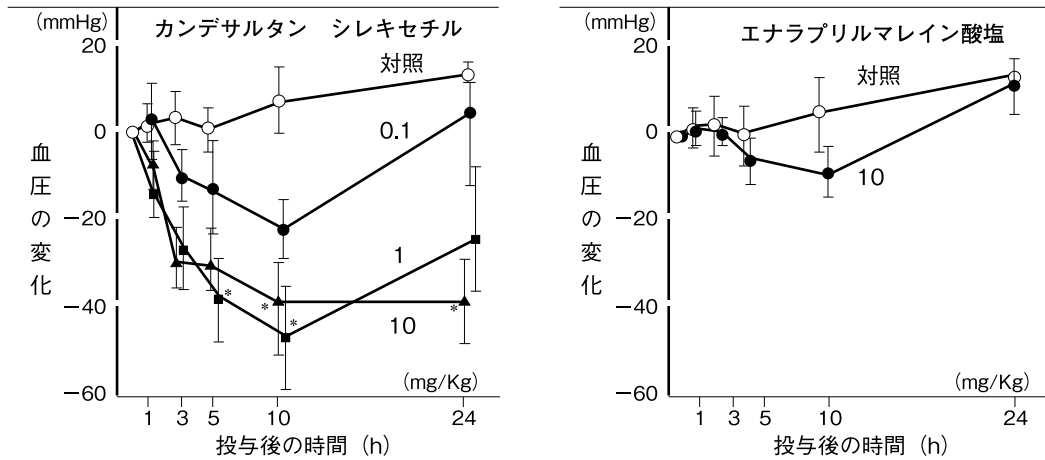 (mmHg)
カンデサルタン シレキセチル
20
0
−20
−40
−60
血圧の変化
対照
0.1
1
10
*
*
*
*
(mg/Kg)
1 3 5 10 24
投与後の時間（h）
(mmHg)
エナラプリルマレイン酸塩
20
0
−20
−40
−60
血圧の変化
対照
10
(mg/Kg)
1 3 5 10 24
投与後の時間（h）